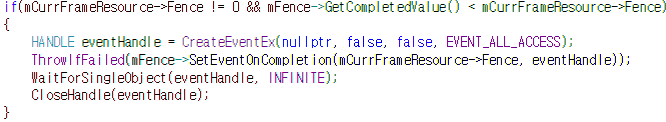 if(mCurrFrameResource->Fence != 0 && mFence->GetCompletedValue() < mCurrFrameResource->Fence)
{
HANDLE eventHandle = CreateEventEx(nullptr, false, false, EVENT_ALL_ACCESS);
ThrowIfFailed(mFence->SetEventOnCompletion(mCurrFrameResource->Fence, eventHandle));
WaitForSingleObject(eventHandle, INFINITE);
CloseHandle(eventHandle);
}